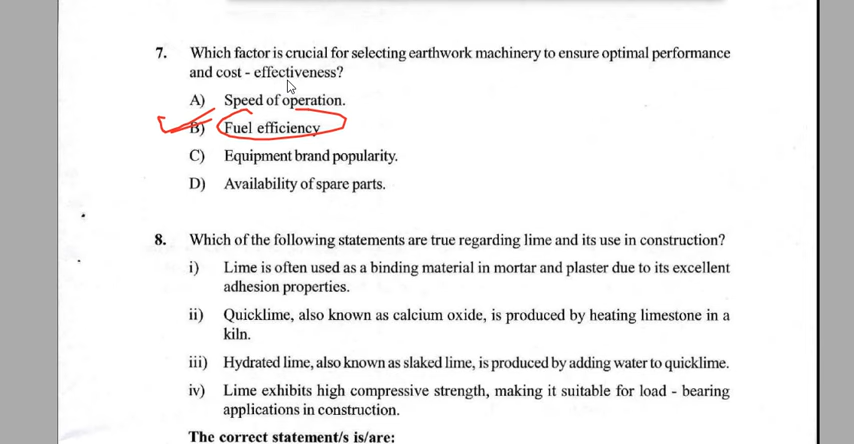 7. Which factor is crucial for selecting earthwork machinery to ensure optimal performance
and cost - effectiveness?
A) Speed of operation.
B) Fuel efficiency
C) Equipment brand popularity.
D) Availability of spare parts.
8. Which of the following statements are true regarding lime and its use in construction?
i) Lime is often used as a binding material in mortar and plaster due to its excellent
adhesion properties.
ii) Quicklime, also known as calcium oxide, is produced by heating limestone in a
kiln.
iii) Hydrated lime, also known as slaked lime, is produced by adding water to quicklime.
iv) Lime exhibits high compressive strength, making it suitable for load - bearing
applications in construction.
The correct statement/s is/are: